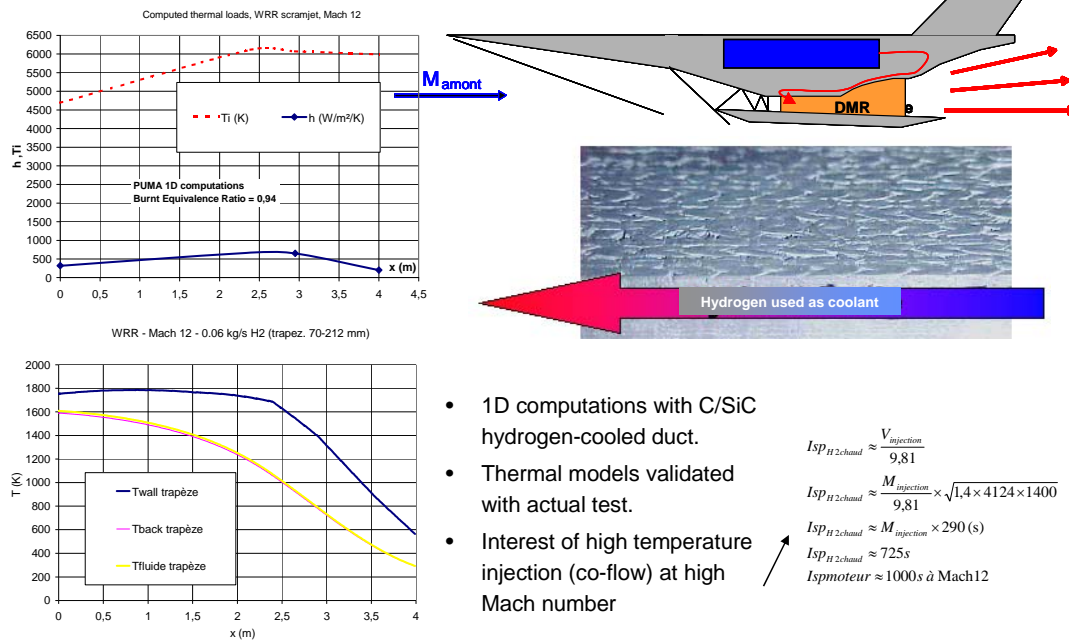 Computed thermal loads, WRR scramjet, Mach 12
6500
6000
5500
5000
4500
4000
3500
3000
2500
2000
1500
1000
500
0
h ,Ti
Ti (K)
h (W/m²/K)
PUMA 1D computations
Burnt Equivalence Ratio = 0,94
x (m)
0
0,5
1
1,5
2
2,5
3
3,5
4
4,5
M amont
DMR
e
Hydrogen used as coolant
WRR - Mach 12 - 0.06 kg/s H2 (trapez. 70-212 mm)
2000
1800
1600
1400
1200
1000
800
600
400
200
0
T (K)
Twall trapèze
Tback trapèze
Tfluide trapèze
0
0,5
1
1,5
2
2,5
3
3,5
4
x (m)
• 1D computations with C/SiC
hydrogen-cooled duct.
• Thermal models validated
with actual test.
• Interest of high temperature
injection (co-flow) at high
Mach number
Isp H2chaud ≈ V injection / 9,81
Isp H2chaud ≈ M injection / 9,81 × √1,4 × 4124 × 1400
Isp H2chaud ≈ M injection × 290 (s)
Isp H2chaud ≈ 725s
Ispmoteur ≈ 1000s à Mach12